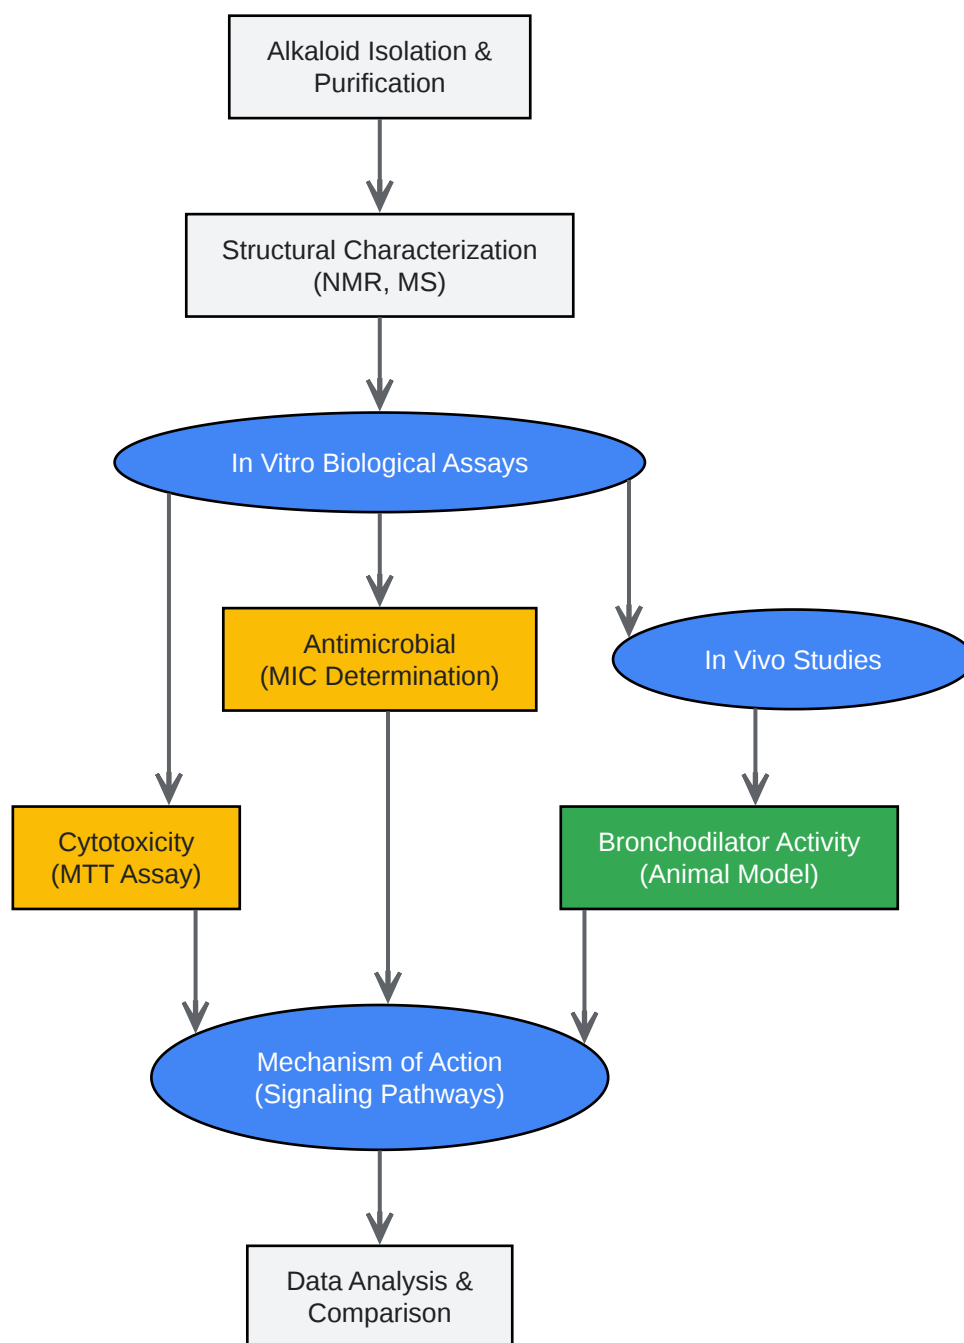 Alkaloid Isolation &
Purification
Structural Characterization
(NMR, MS)
In Vitro Biological Assays
Antimicrobial
(MIC Determination)
In Vivo Studies
Cytotoxicity
(MTT Assay)
Bronchodilator Activity
(Animal Model)
Mechanism of Action
(Signaling Pathways)
Data Analysis &
Comparison